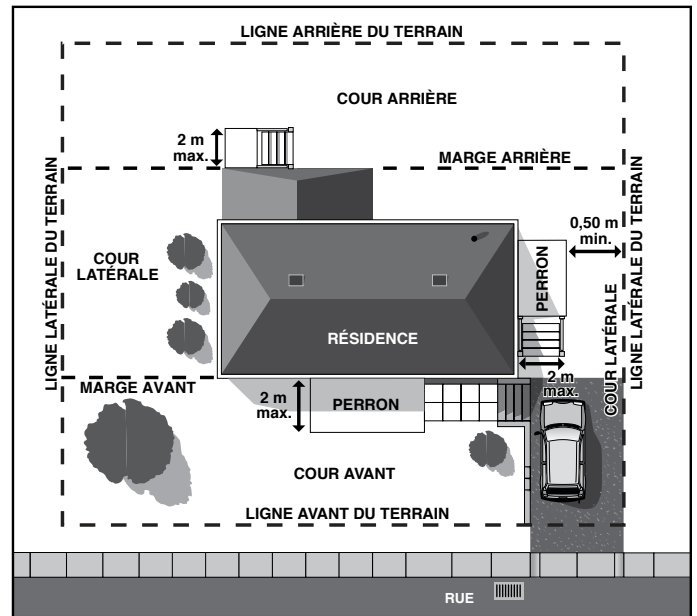 LIGNE ARRIÈRE DU TERRAIN
COUR ARRIÈRE
2 m
max.
MARGE ARRIÈRE
LIGNE LATÉRALE DU TERRAIN
COUR
LATÉRALE
0,50 m
min.
PERRON
COUR LATÉRALE
LIGNE LATÉRALE DU TERRAIN
RÉSIDENCE
2 m
max.
MARGE AVANT
2 m
max.
PERRON
COUR AVANT
LIGNE AVANT DU TERRAIN
RUE